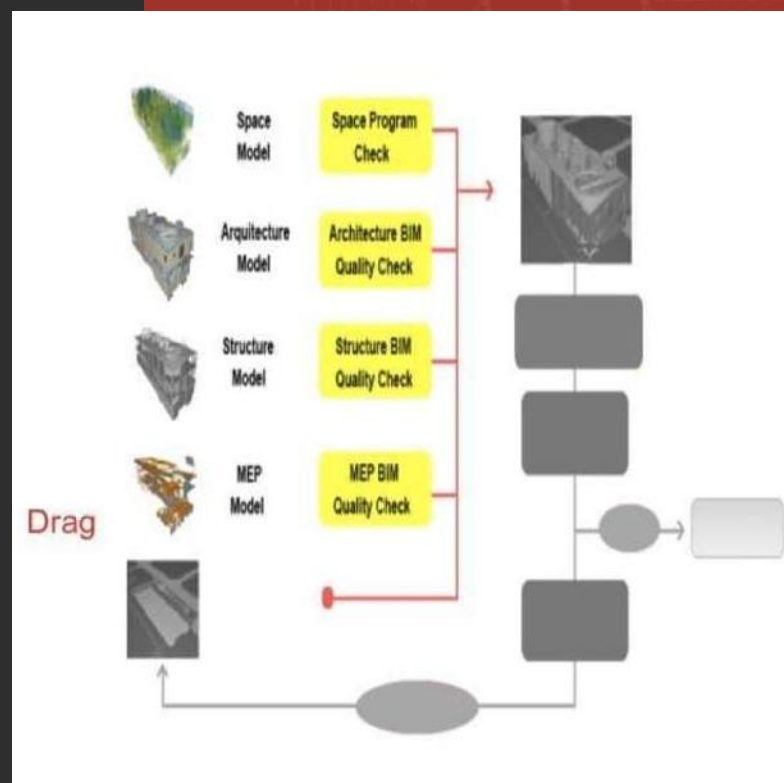 Space
Model
Space Program
Check
Arquitecture
Model
Architecture BIM
Quality Check
Structure
Model
Structure BIM
Quality Check
MEP
Model
MEP BIM
Quality Check
Drag